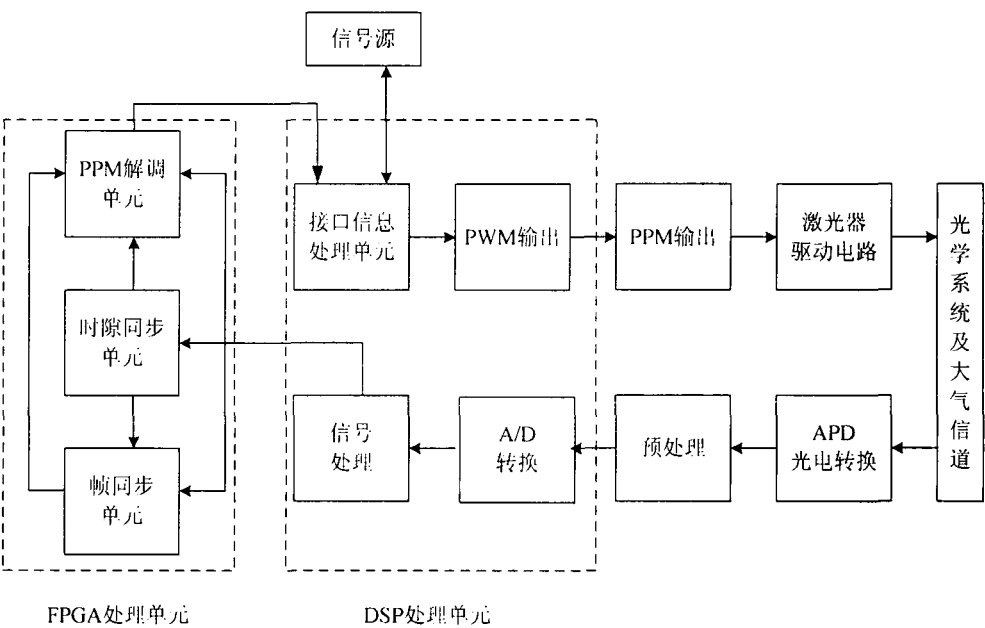 信号源
PPM解调
单元
接口信息
处理单元
PWM输出
PPM输出
激光器
驱动电路
光学系统及大气信道
时隙同步
单元
信号
处理
A/D
转换
预处理
APD
光电转换
帧同步
单元
FPGA处理单元
DSP处理单元